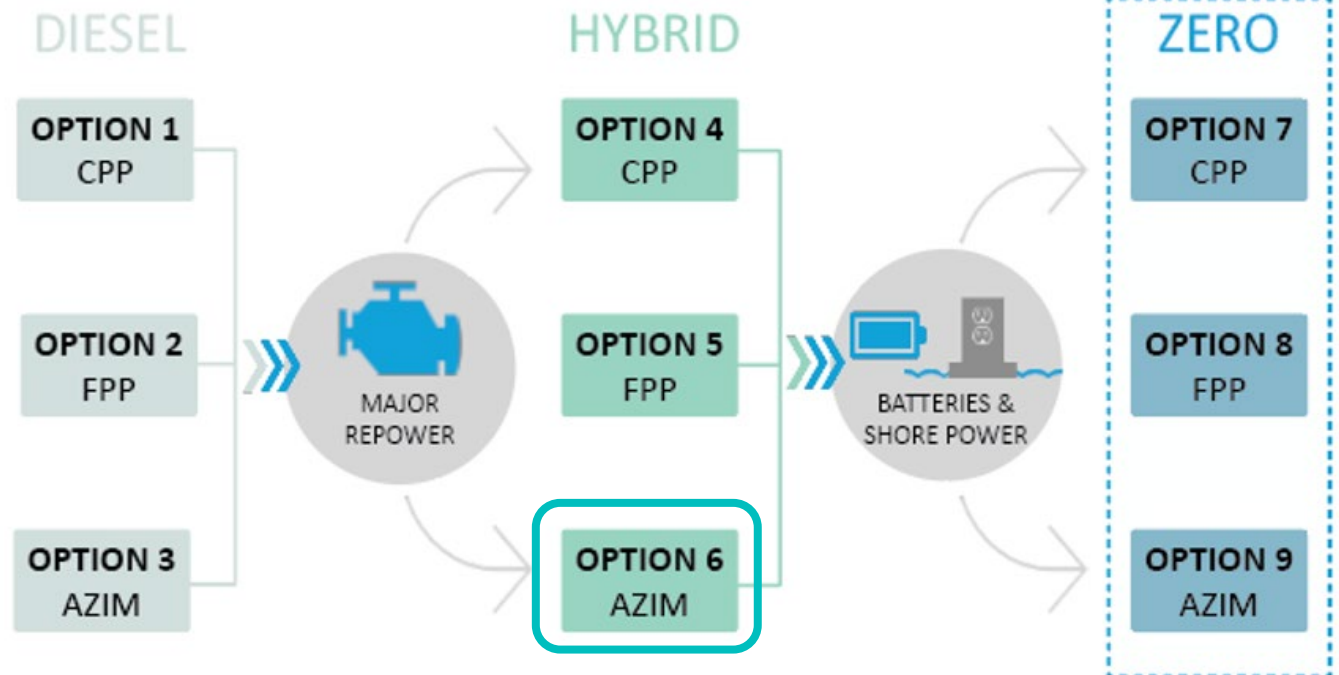 DIESEL
HYBRID
ZERO
OPTION 1
CPP
OPTION 4
CPP
OPTION 7
CPP
OPTION 2
FPP
MAJOR
REPOWER
OPTION 5
FPP
BATTERIES &
SHORE POWER
OPTION 8
FPP
OPTION 3
AZIM
OPTION 6
AZIM
OPTION 9
AZIM